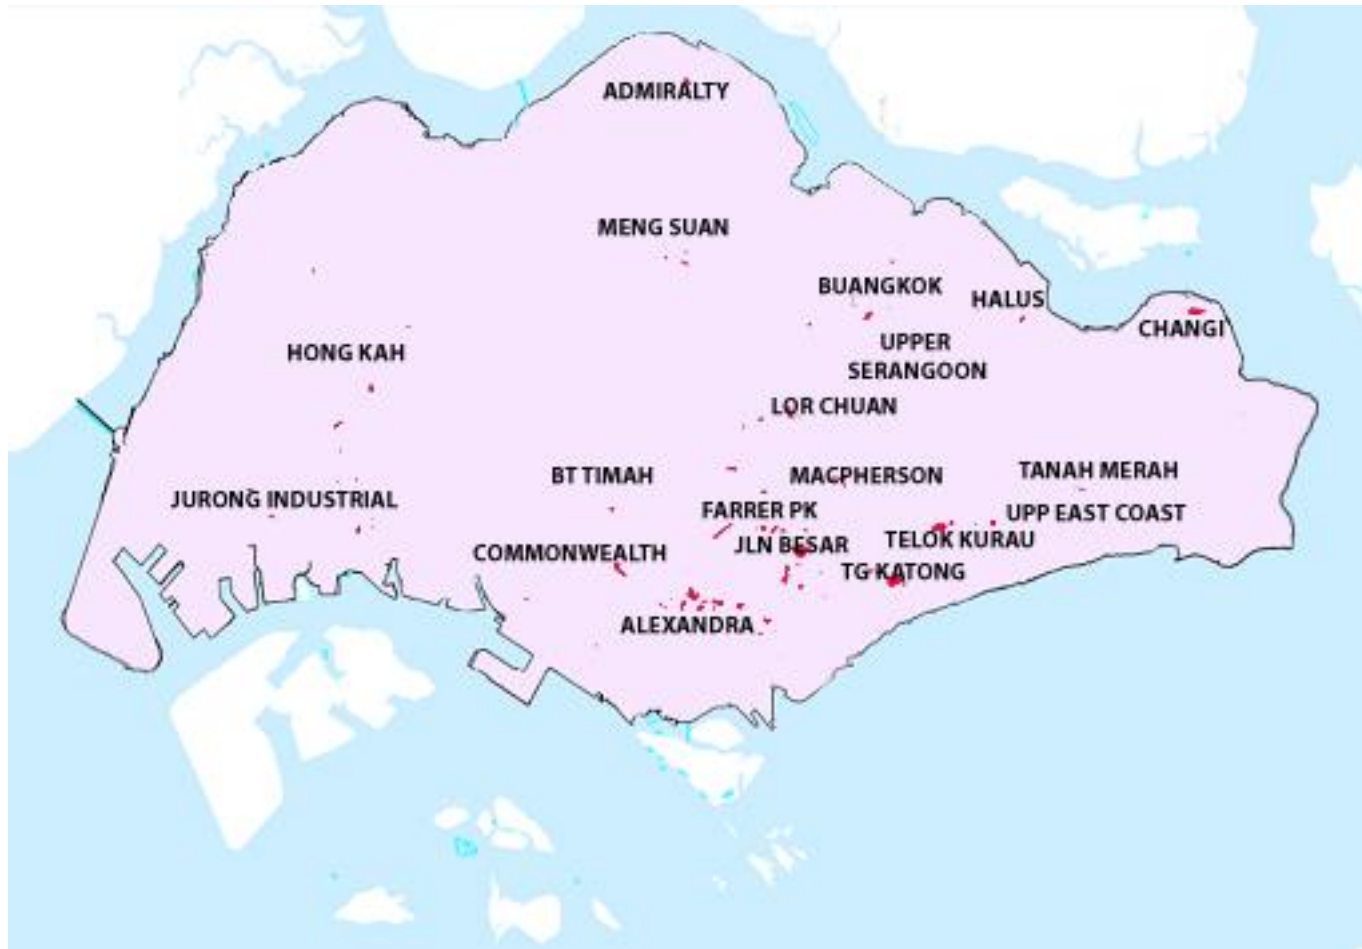 ADMIRALTY
MENG SUAN
BUANGKOK
HALUS
CHANGI
UPPER
SERANGOON
HONG KAH
LOR CHUAN
BT TIMAH
MACPHERSON
TANAH MERAH
JURONG INDUSTRIAL
FARRER PK
UPP EAST COAST
COMMONWEALTH
JLN BESAR
TELOK KURAU
TG KATONG
ALEXANDRA